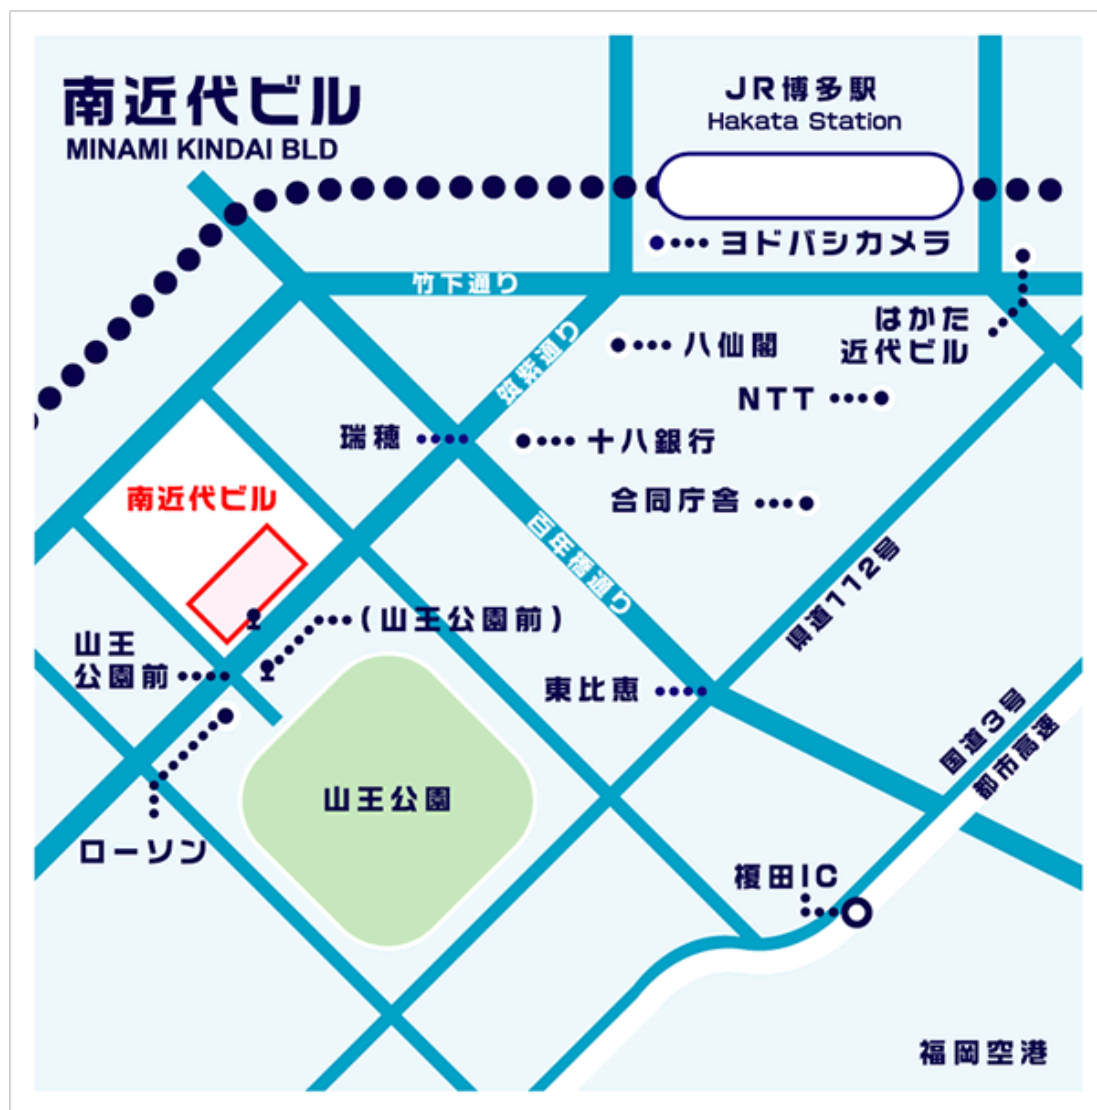 南近代ビル
MINAMI KINDAI BLD
JR博多駅
Hakata Station
ヨドバシカメラ
竹下通り
はかた
近代ビル
筑紫通り
八仙閣
NTT
瑞穂
十八銀行
南近代ビル
合同庁舎
百年橋通り
県道112号
(山王公園前)
山王
公園前
東比恵
国道3号
都市高速
山王公園
ローソン
榎田IC
福岡空港